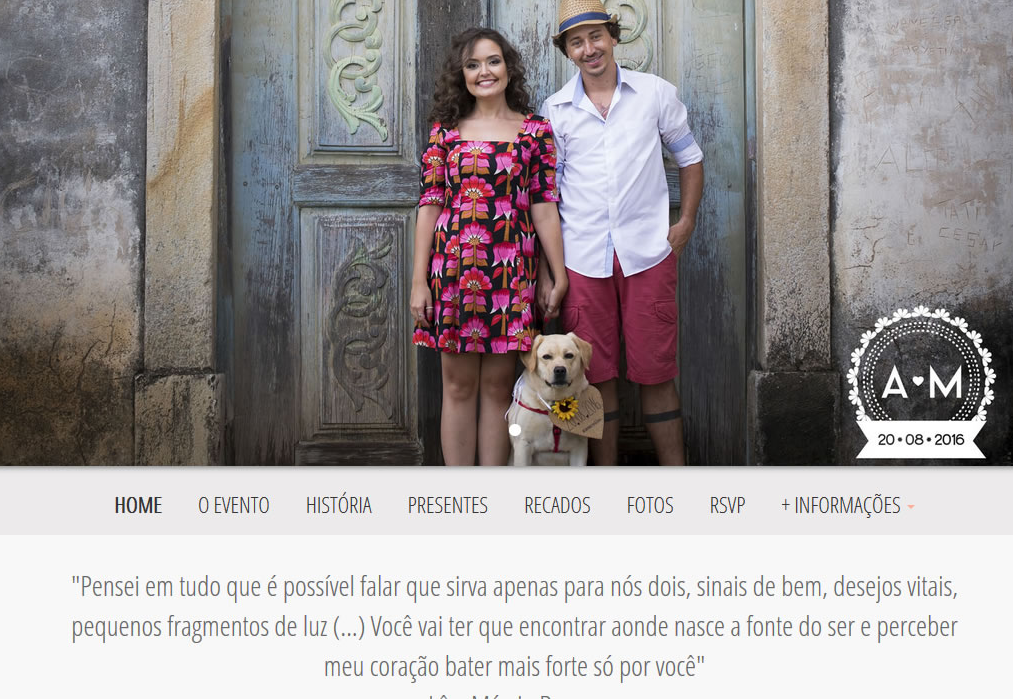 A ♥ M
20 • 08 • 2016
HOME O EVENTO HISTÓRIA PRESENTES RECADOS FOTOS RSVP + INFORMAÇÕES
"Pensei em tudo que é possível falar que sirva apenas para nós dois, sinais de bem, desejos vitais,
pequenos fragmentos de luz (...) Você vai ter que encontrar aonde nasce a fonte do ser e perceber
meu coração bater mais forte só por você"